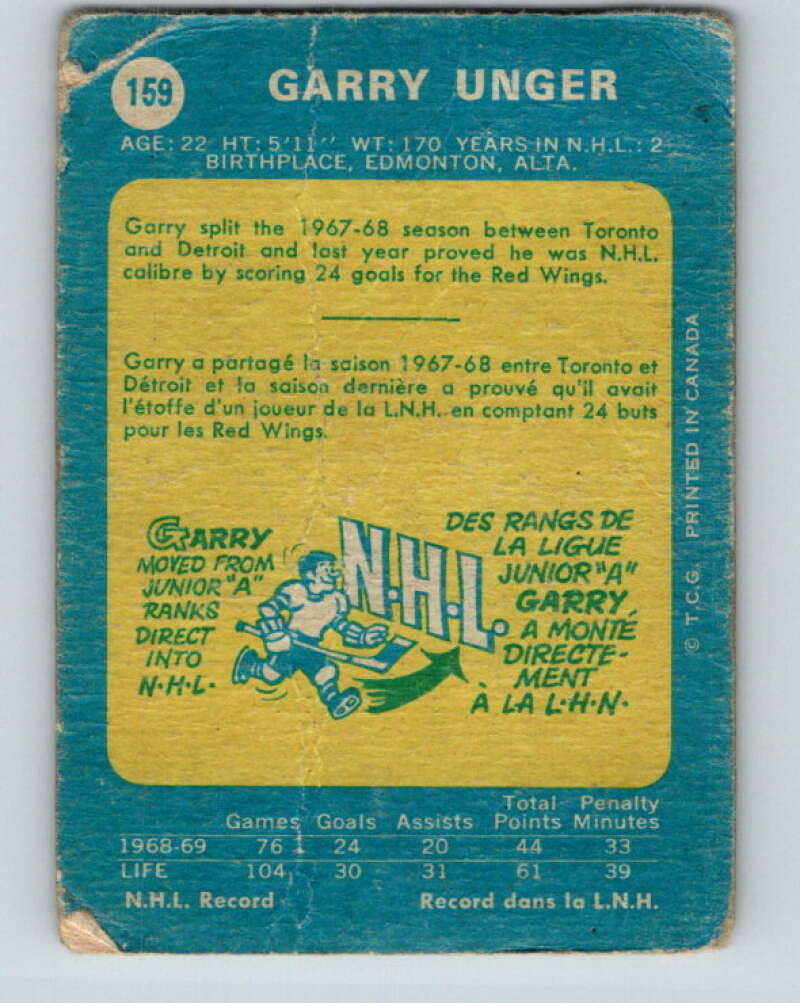 159
GARRY UNGER
AGE: 22 HT: 5'11" WT: 170 YEARS IN N.H.L.: 2
BIRTHPLACE, EDMONTON, ALTA.
Garry split the 1967-68 season between Toronto
and Detroit and last year proved he was N.H.L.
calibre by scoring 24 goals for the Red Wings.
Garry a partagé la saison 1967-68 entre Toronto et
Détroit et la saison dernière a prouvé qu'il avait
l'étoffe d'un joueur de la L.N.H. en comptant 24 buts
pour les Red Wings.
GARRY
MOVED FROM
JUNIOR "A"
RANKS
DIRECT
INTO
N·H·L·
N·H·L·
DES RANGS DE
LA LIGUE
JUNIOR "A"
GARRY,
A MONTÉ
DIRECTE-
MENT
À LA L·H·N·
© T.C.G. PRINTED IN CANADA
Games Goals Assists Total Points Penalty Minutes
1968-69 76 24 20 44 33
LIFE 104 30 31 61 39
N.H.L. Record Record dans la L.N.H.